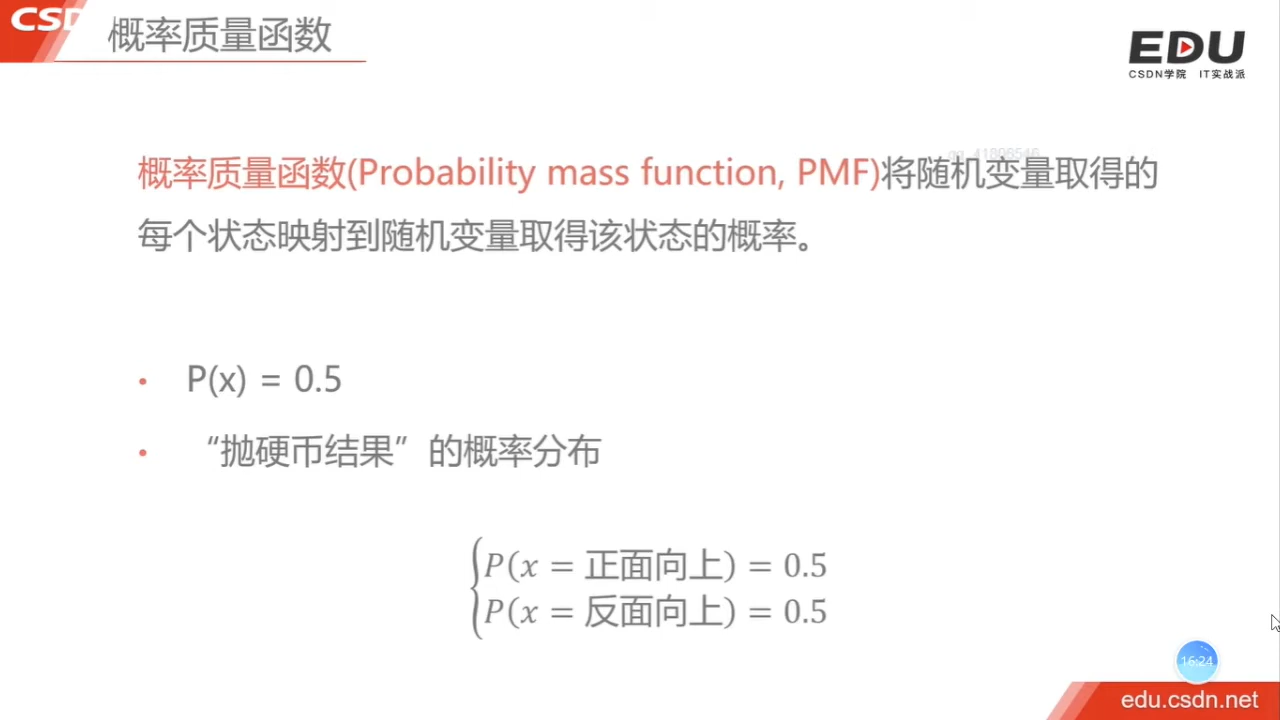 CSD
概率质量函数
EDU
CSDN学院 IT实战派
qq_41896546
概率质量函数(Probability mass function, PMF)将随机变量取得的
每个状态映射到随机变量取得该状态的概率。
• P(x) = 0.5
• “抛硬币结果”的概率分布
P(x = 正面向上) = 0.5
P(x = 反面向上) = 0.5
16:24
edu.csdn.net